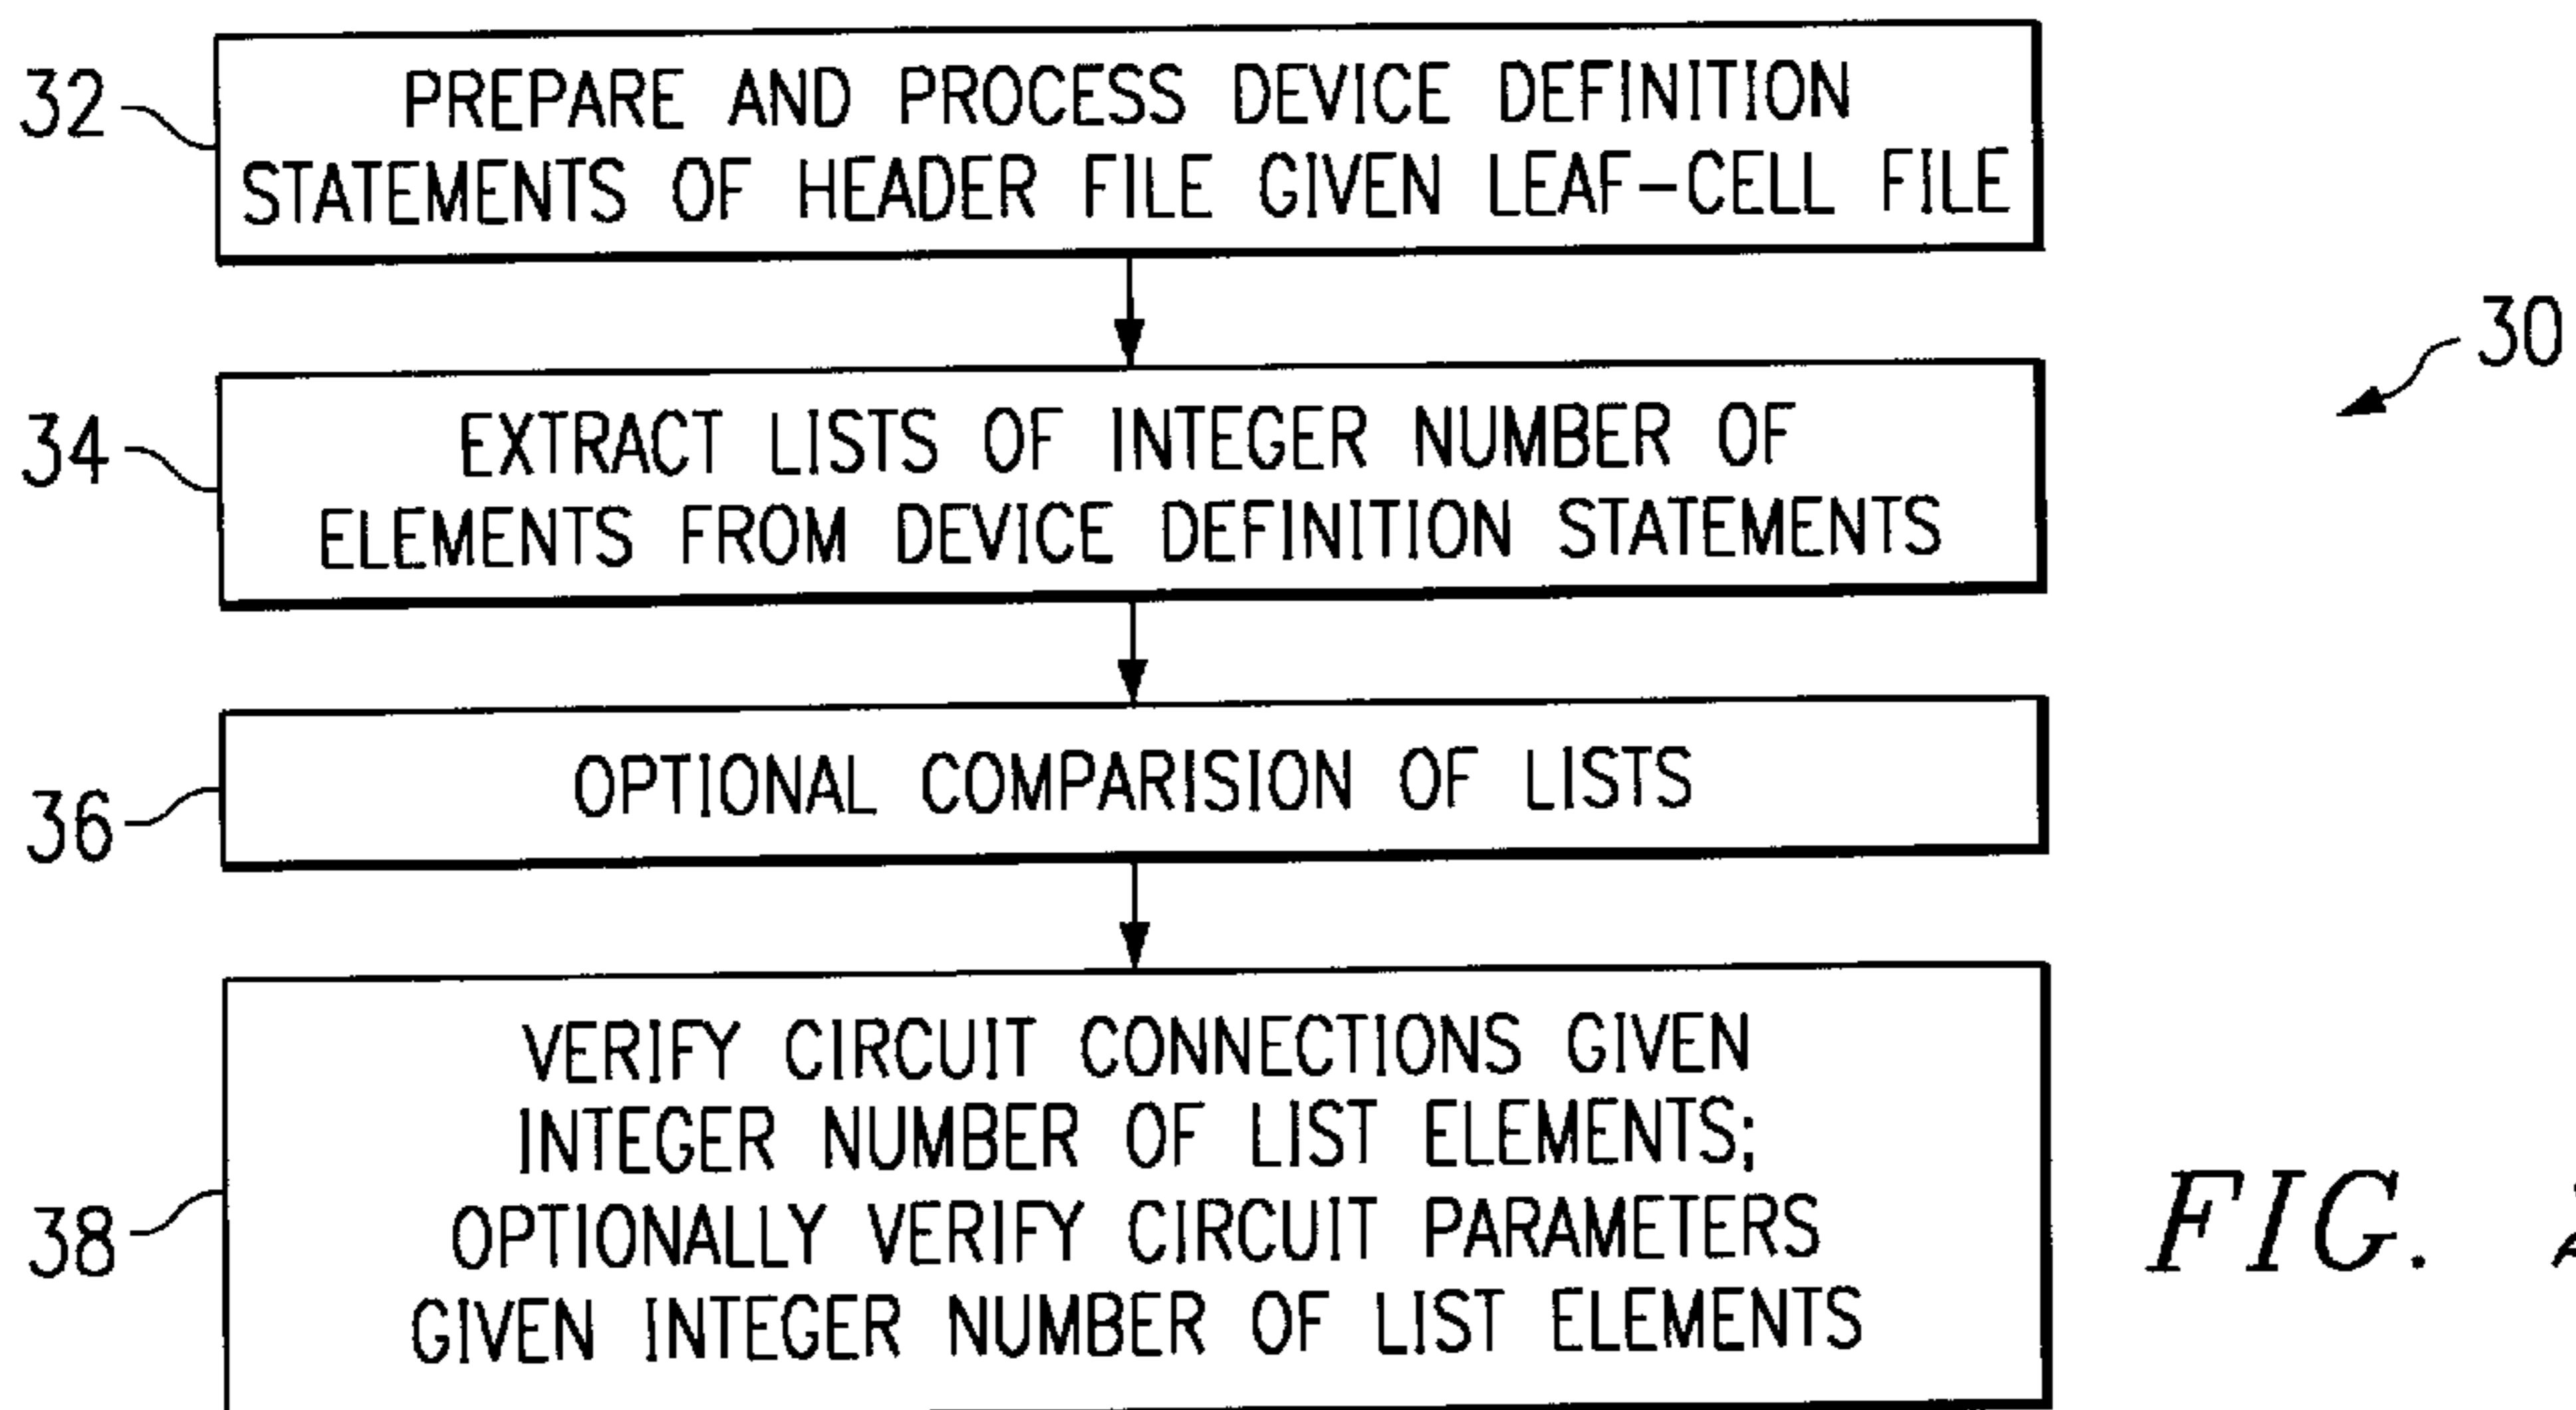 32
PREPARE AND PROCESS DEVICE DEFINITION
STATEMENTS OF HEADER FILE GIVEN LEAF-CELL FILE
30
34
EXTRACT LISTS OF INTEGER NUMBER OF
ELEMENTS FROM DEVICE DEFINITION STATEMENTS
36
OPTIONAL COMPARISION OF LISTS
38
VERIFY CIRCUIT CONNECTIONS GIVEN
INTEGER NUMBER OF LIST ELEMENTS;
OPTIONALLY VERIFY CIRCUIT PARAMETERS
GIVEN INTEGER NUMBER OF LIST ELEMENTS
FIG.